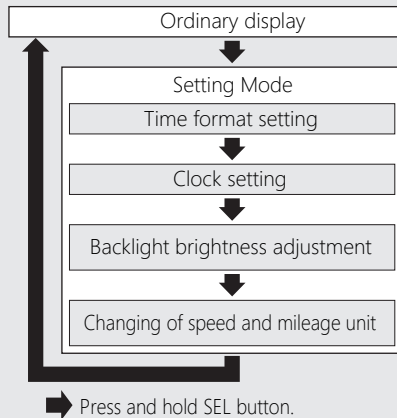 Ordinary display
Setting Mode
Time format setting
Clock setting
Backlight brightness adjustment
Changing of speed and mileage unit
Press and hold SEL button.